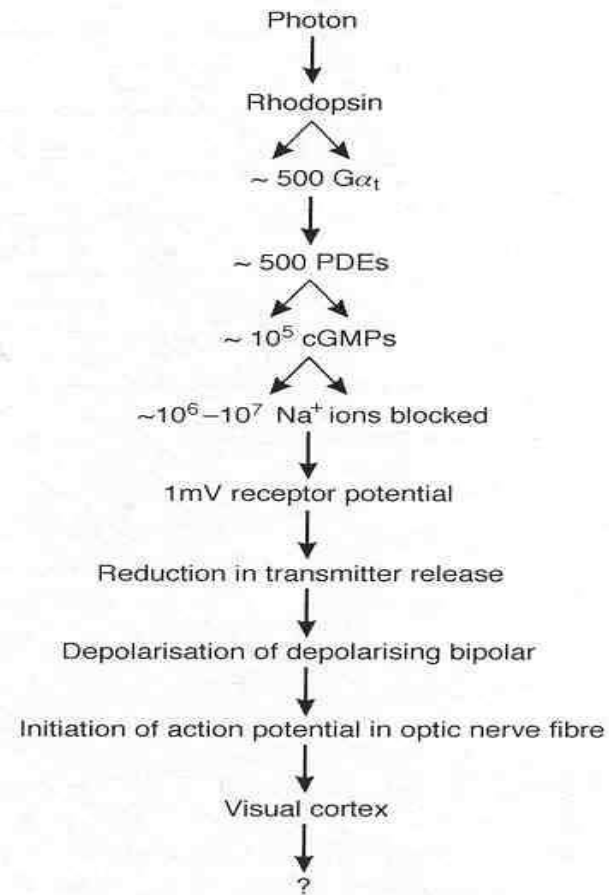 Photon
Rhodopsin
~ 500 Gαt
~ 500 PDEs
~ 10⁵ cGMPs
~10⁶–10⁷ Na⁺ ions blocked
1mV receptor potential
Reduction in transmitter release
Depolarisation of depolarising bipolar
Initiation of action potential in optic nerve fibre
Visual cortex
?